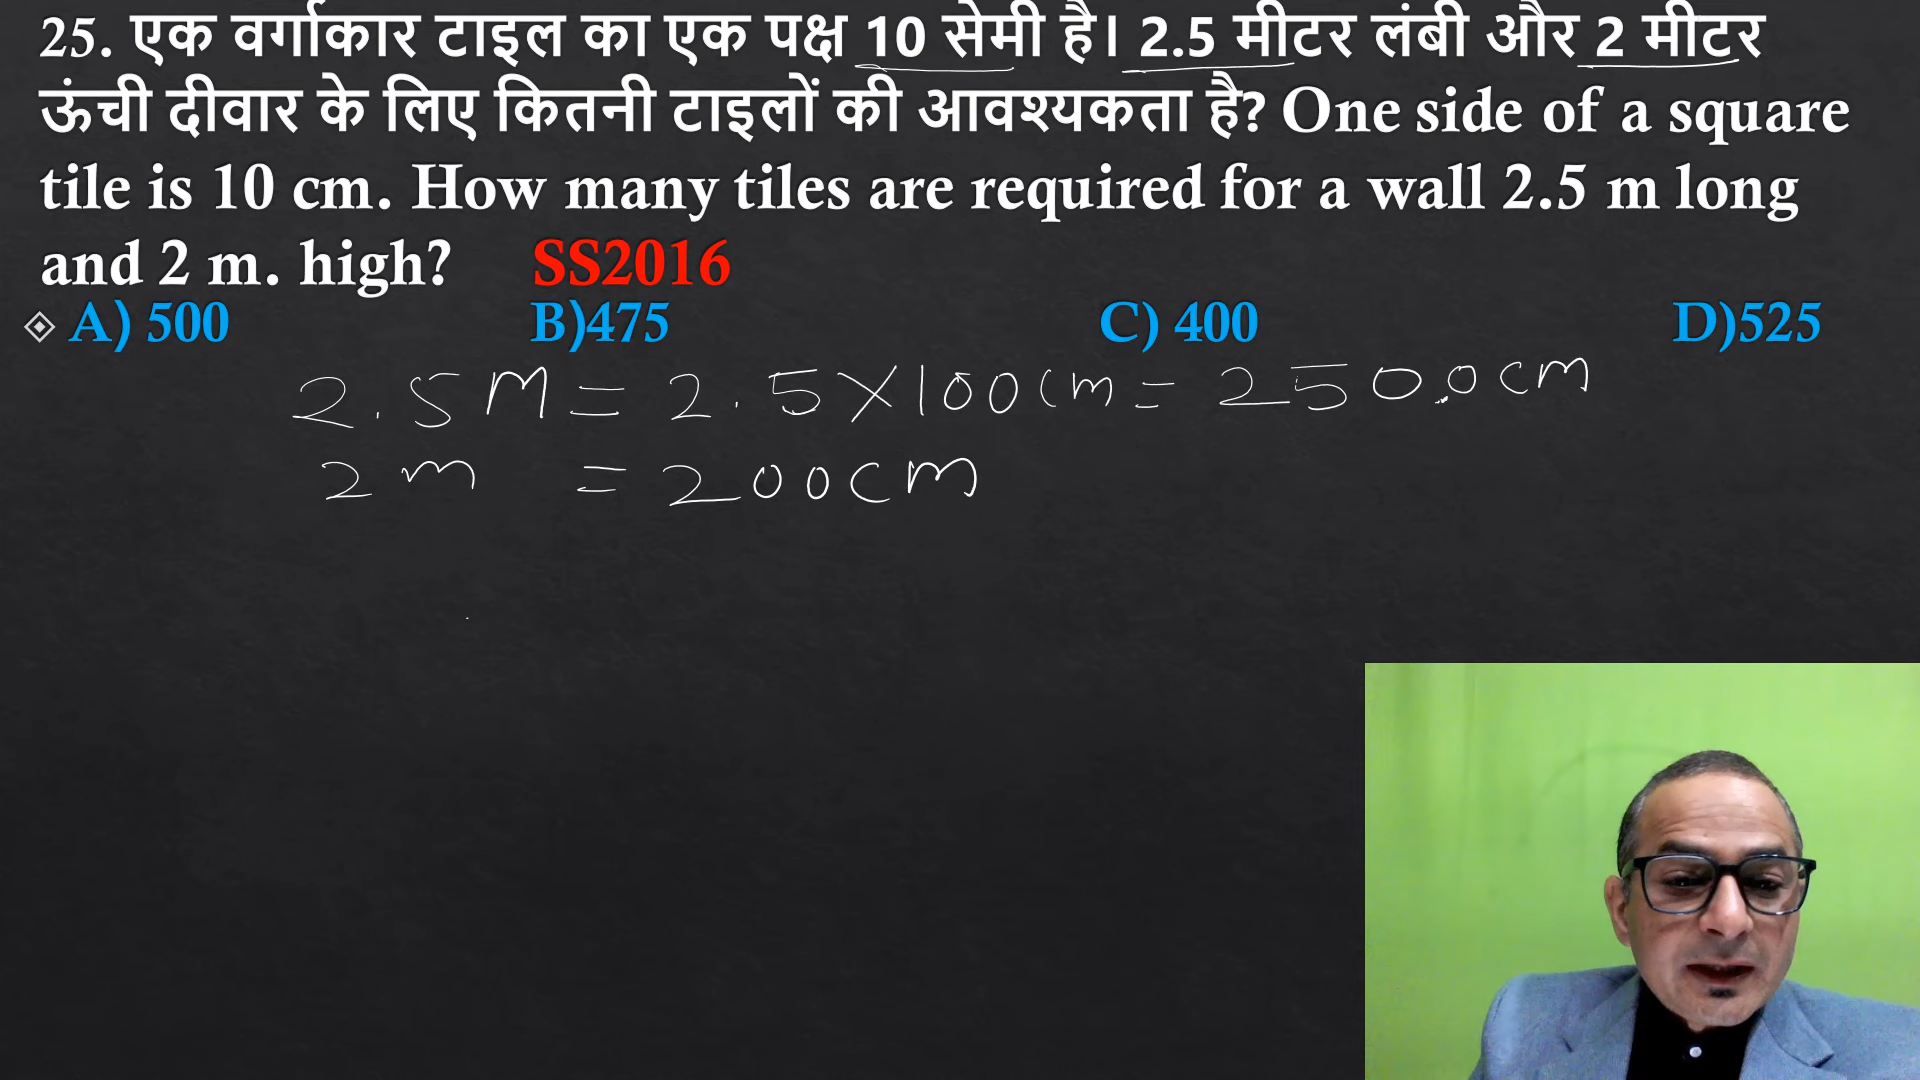 25. एक वर्गाकार टाइल का एक पक्ष 10 सेमी है। 2.5 मीटर लंबी और 2 मीटर
ऊंची दीवार के लिए कितनी टाइलों की आवश्यकता है? One side of a square
tile is 10 cm. How many tiles are required for a wall 2.5 m long
and 2 m. high? SS2016
A) 500 B)475 C) 400 D)525
2.5 M = 2.5 X 100 cm = 250.0 cm
2 m = 200 cm